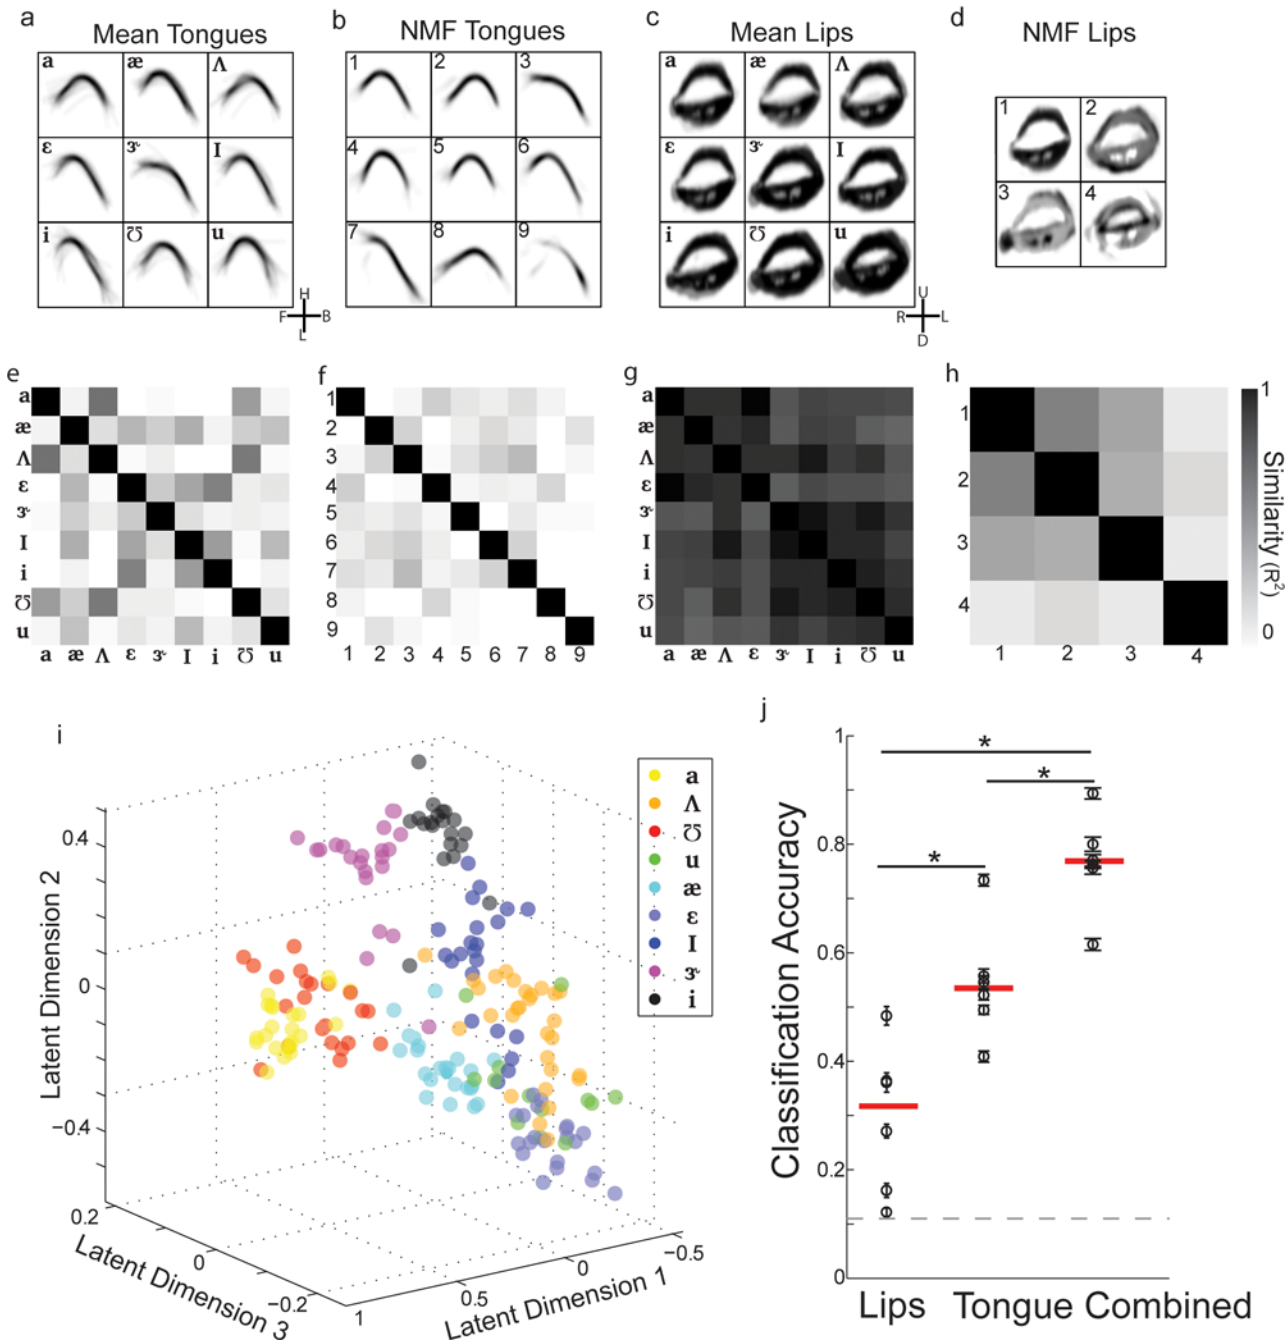 a
Mean Tongues
a æ Λ
ε ɝ I
i ʊ u
H
F B
L
b
NMF Tongues
1 2 3
4 5 6
7 8 9
c
Mean Lips
a æ Λ
ε ɝ I
i ʊ u
U
R L
D
d
NMF Lips
1 2
3 4
e
a
æ
Λ
ε
ɝ
I
i
ʊ
u
a æ Λ ε ɝ I i ʊ u
f
1
2
3
4
5
6
7
8
9
1 2 3 4 5 6 7 8 9
g
a
æ
Λ
ε
ɝ
I
i
ʊ
u
a æ Λ ε ɝ I i ʊ u
h
1
2
3
4
1 2 3 4
1
Similarity (R²)
0
i
Latent Dimension 2
0.4
0
−0.4
Latent Dimension 3
0.2
0
−0.2
Latent Dimension 1
1
0.5
0
−0.5
a
Λ
ʊ
u
æ
ε
I
ɝ
i
j
Classification Accuracy
1
0.8
0.6
0.4
0.2
0
*
*
*
Lips Tongue Combined